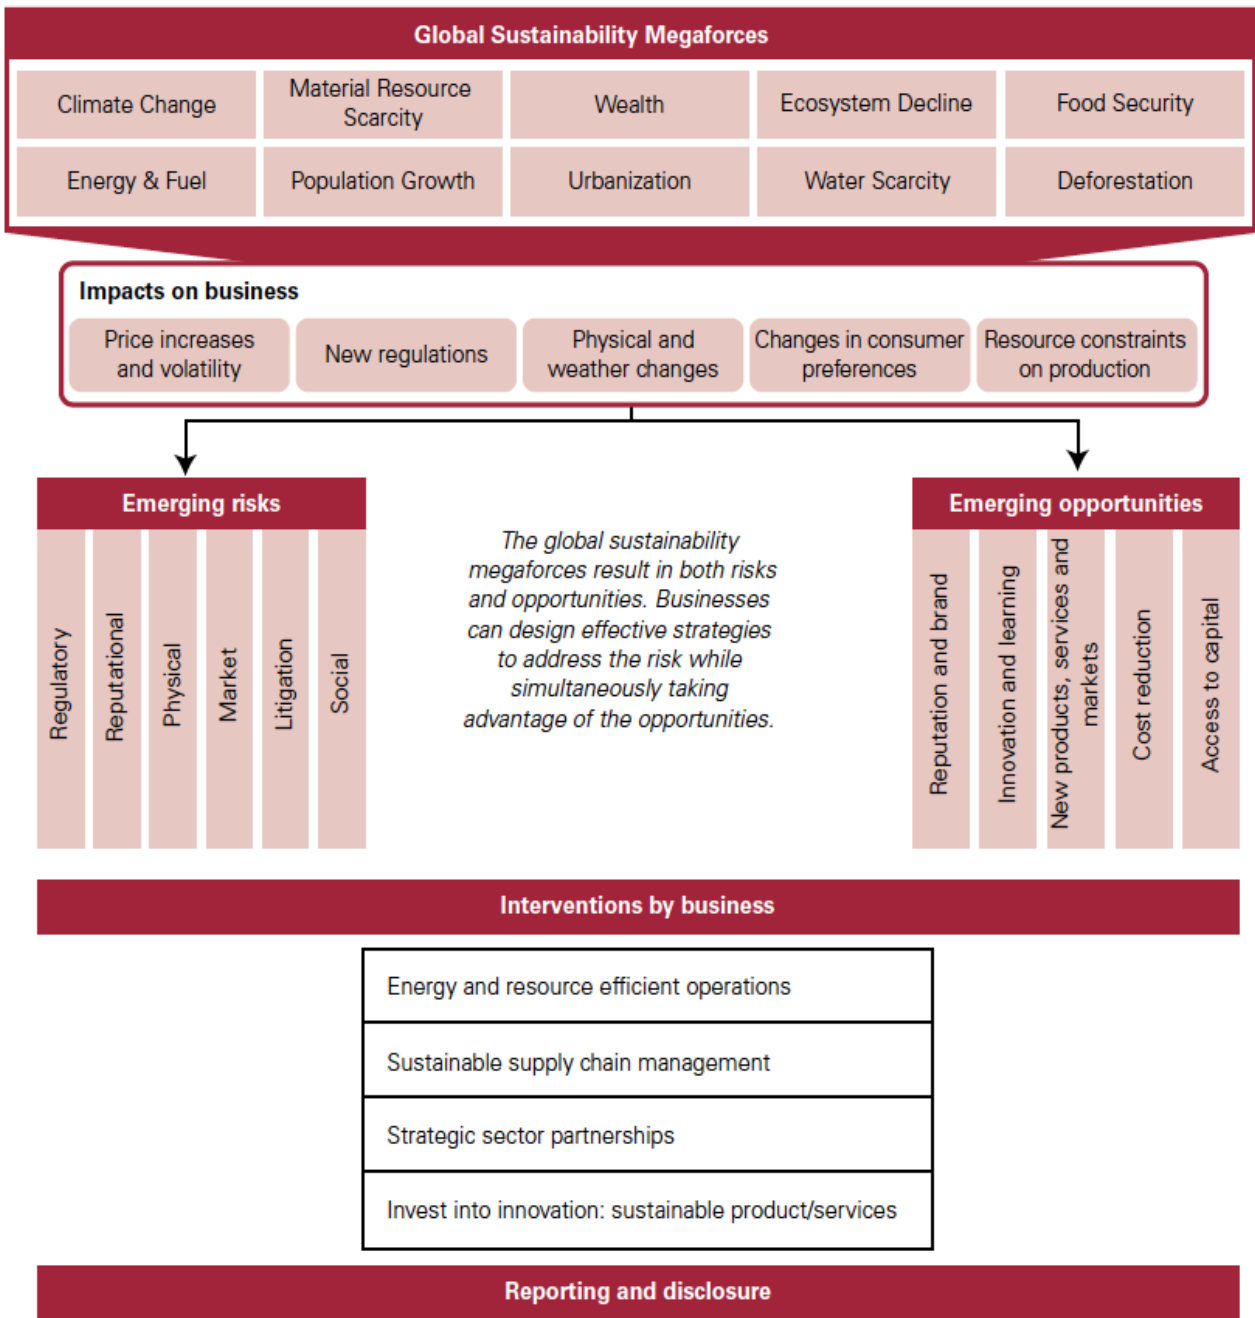 Global Sustainability Megaforces
Climate Change
Material Resource
Scarcity
Wealth
Ecosystem Decline
Food Security
Energy & Fuel
Population Growth
Urbanization
Water Scarcity
Deforestation
Impacts on business
Price increases
and volatility
New regulations
Physical and
weather changes
Changes in consumer
preferences
Resource constraints
on production
Emerging risks
Regulatory
Reputational
Physical
Market
Litigation
Social
The global sustainability
megaforces result in both risks
and opportunities. Businesses
can design effective strategies
to address the risk while
simultaneously taking
advantage of the opportunities.
Emerging opportunities
Reputation and brand
Innovation and learning
New products, services and
markets
Cost reduction
Access to capital
Interventions by business
Energy and resource efficient operations
Sustainable supply chain management
Strategic sector partnerships
Invest into innovation: sustainable product/services
Reporting and disclosure